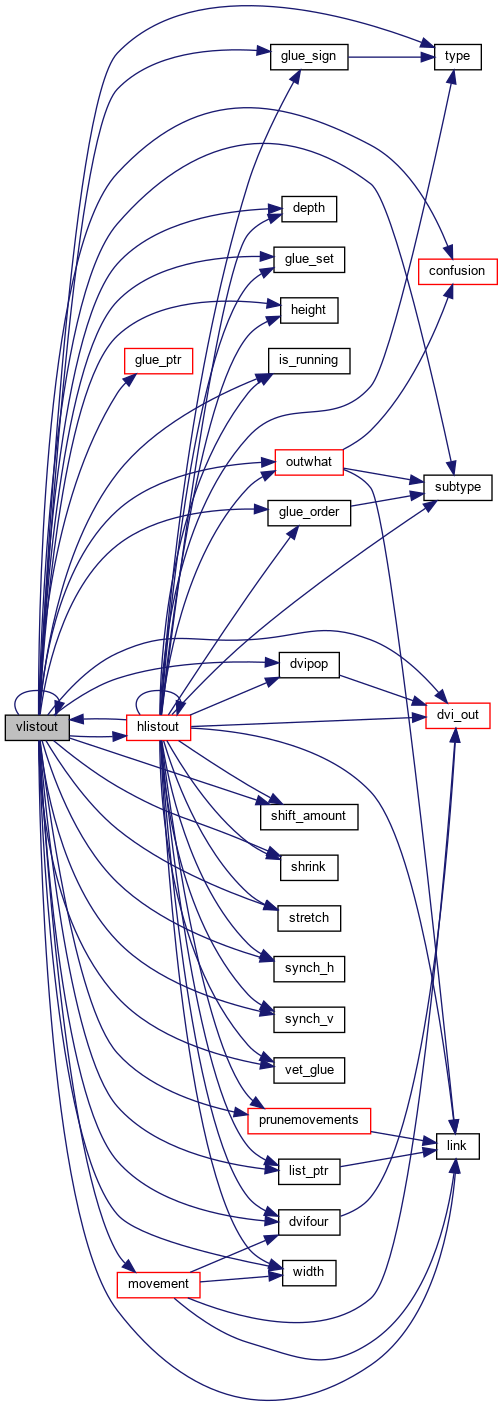 glue_sign
type
depth
glue_set
confusion
height
glue_ptr
is_running
outwhat
subtype
glue_order
dvipop
vlistout
hlistout
dvi_out
shift_amount
shrink
stretch
synch_h
synch_v
vet_glue
prunemovements
link
list_ptr
dvifour
movement
width